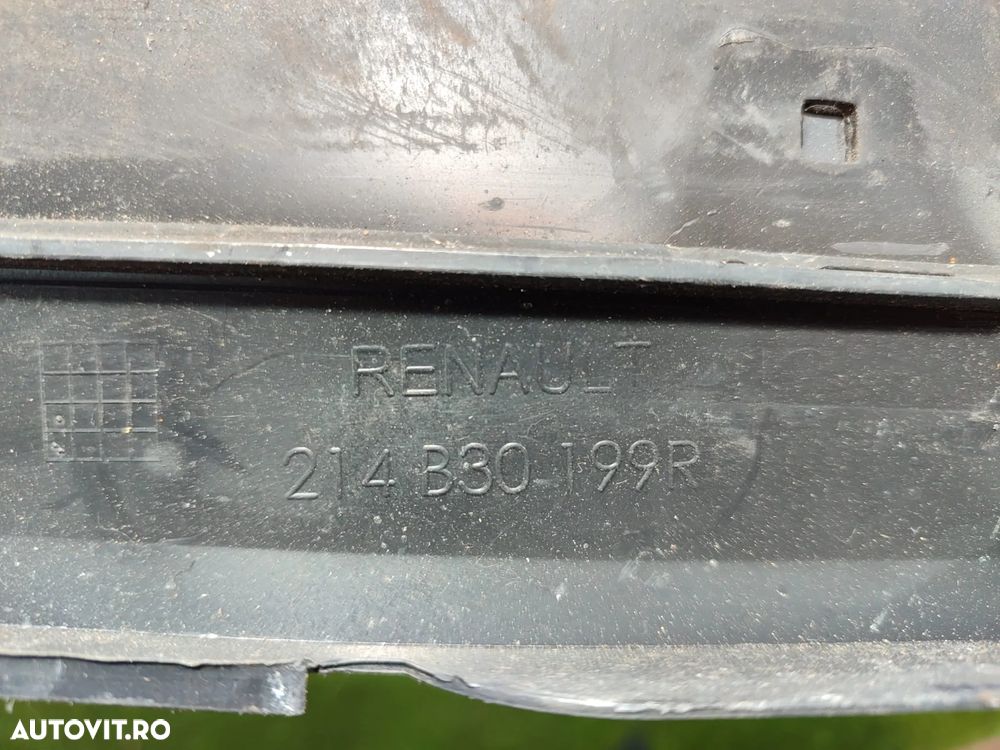 RENAULT
214 B30 199R
AUTOVIT.RO